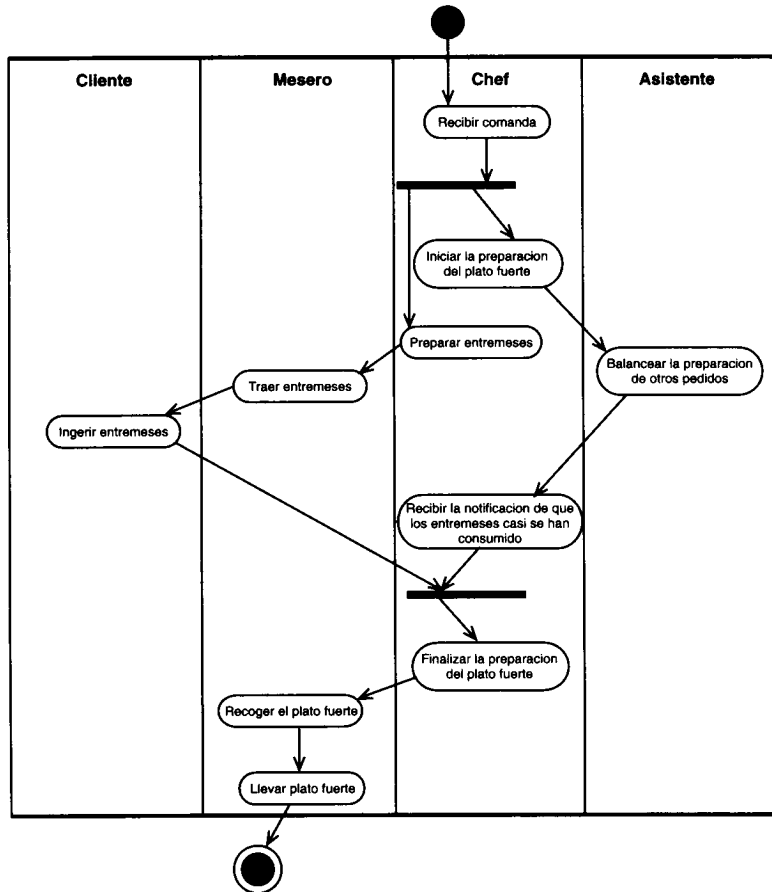 Cliente
Mesero
Chef
Asistente
Recibir comanda
Iniciar la preparacion
del plato fuerte
Preparar entremeses
Balancear la preparacion
de otros pedidos
Traer entremeses
Ingerir entremeses
Recibir la notificacion de que
los entremeses casi se han
consumido
Finalizar la preparacion
del plato fuerte
Recoger el plato fuerte
Llevar plato fuerte